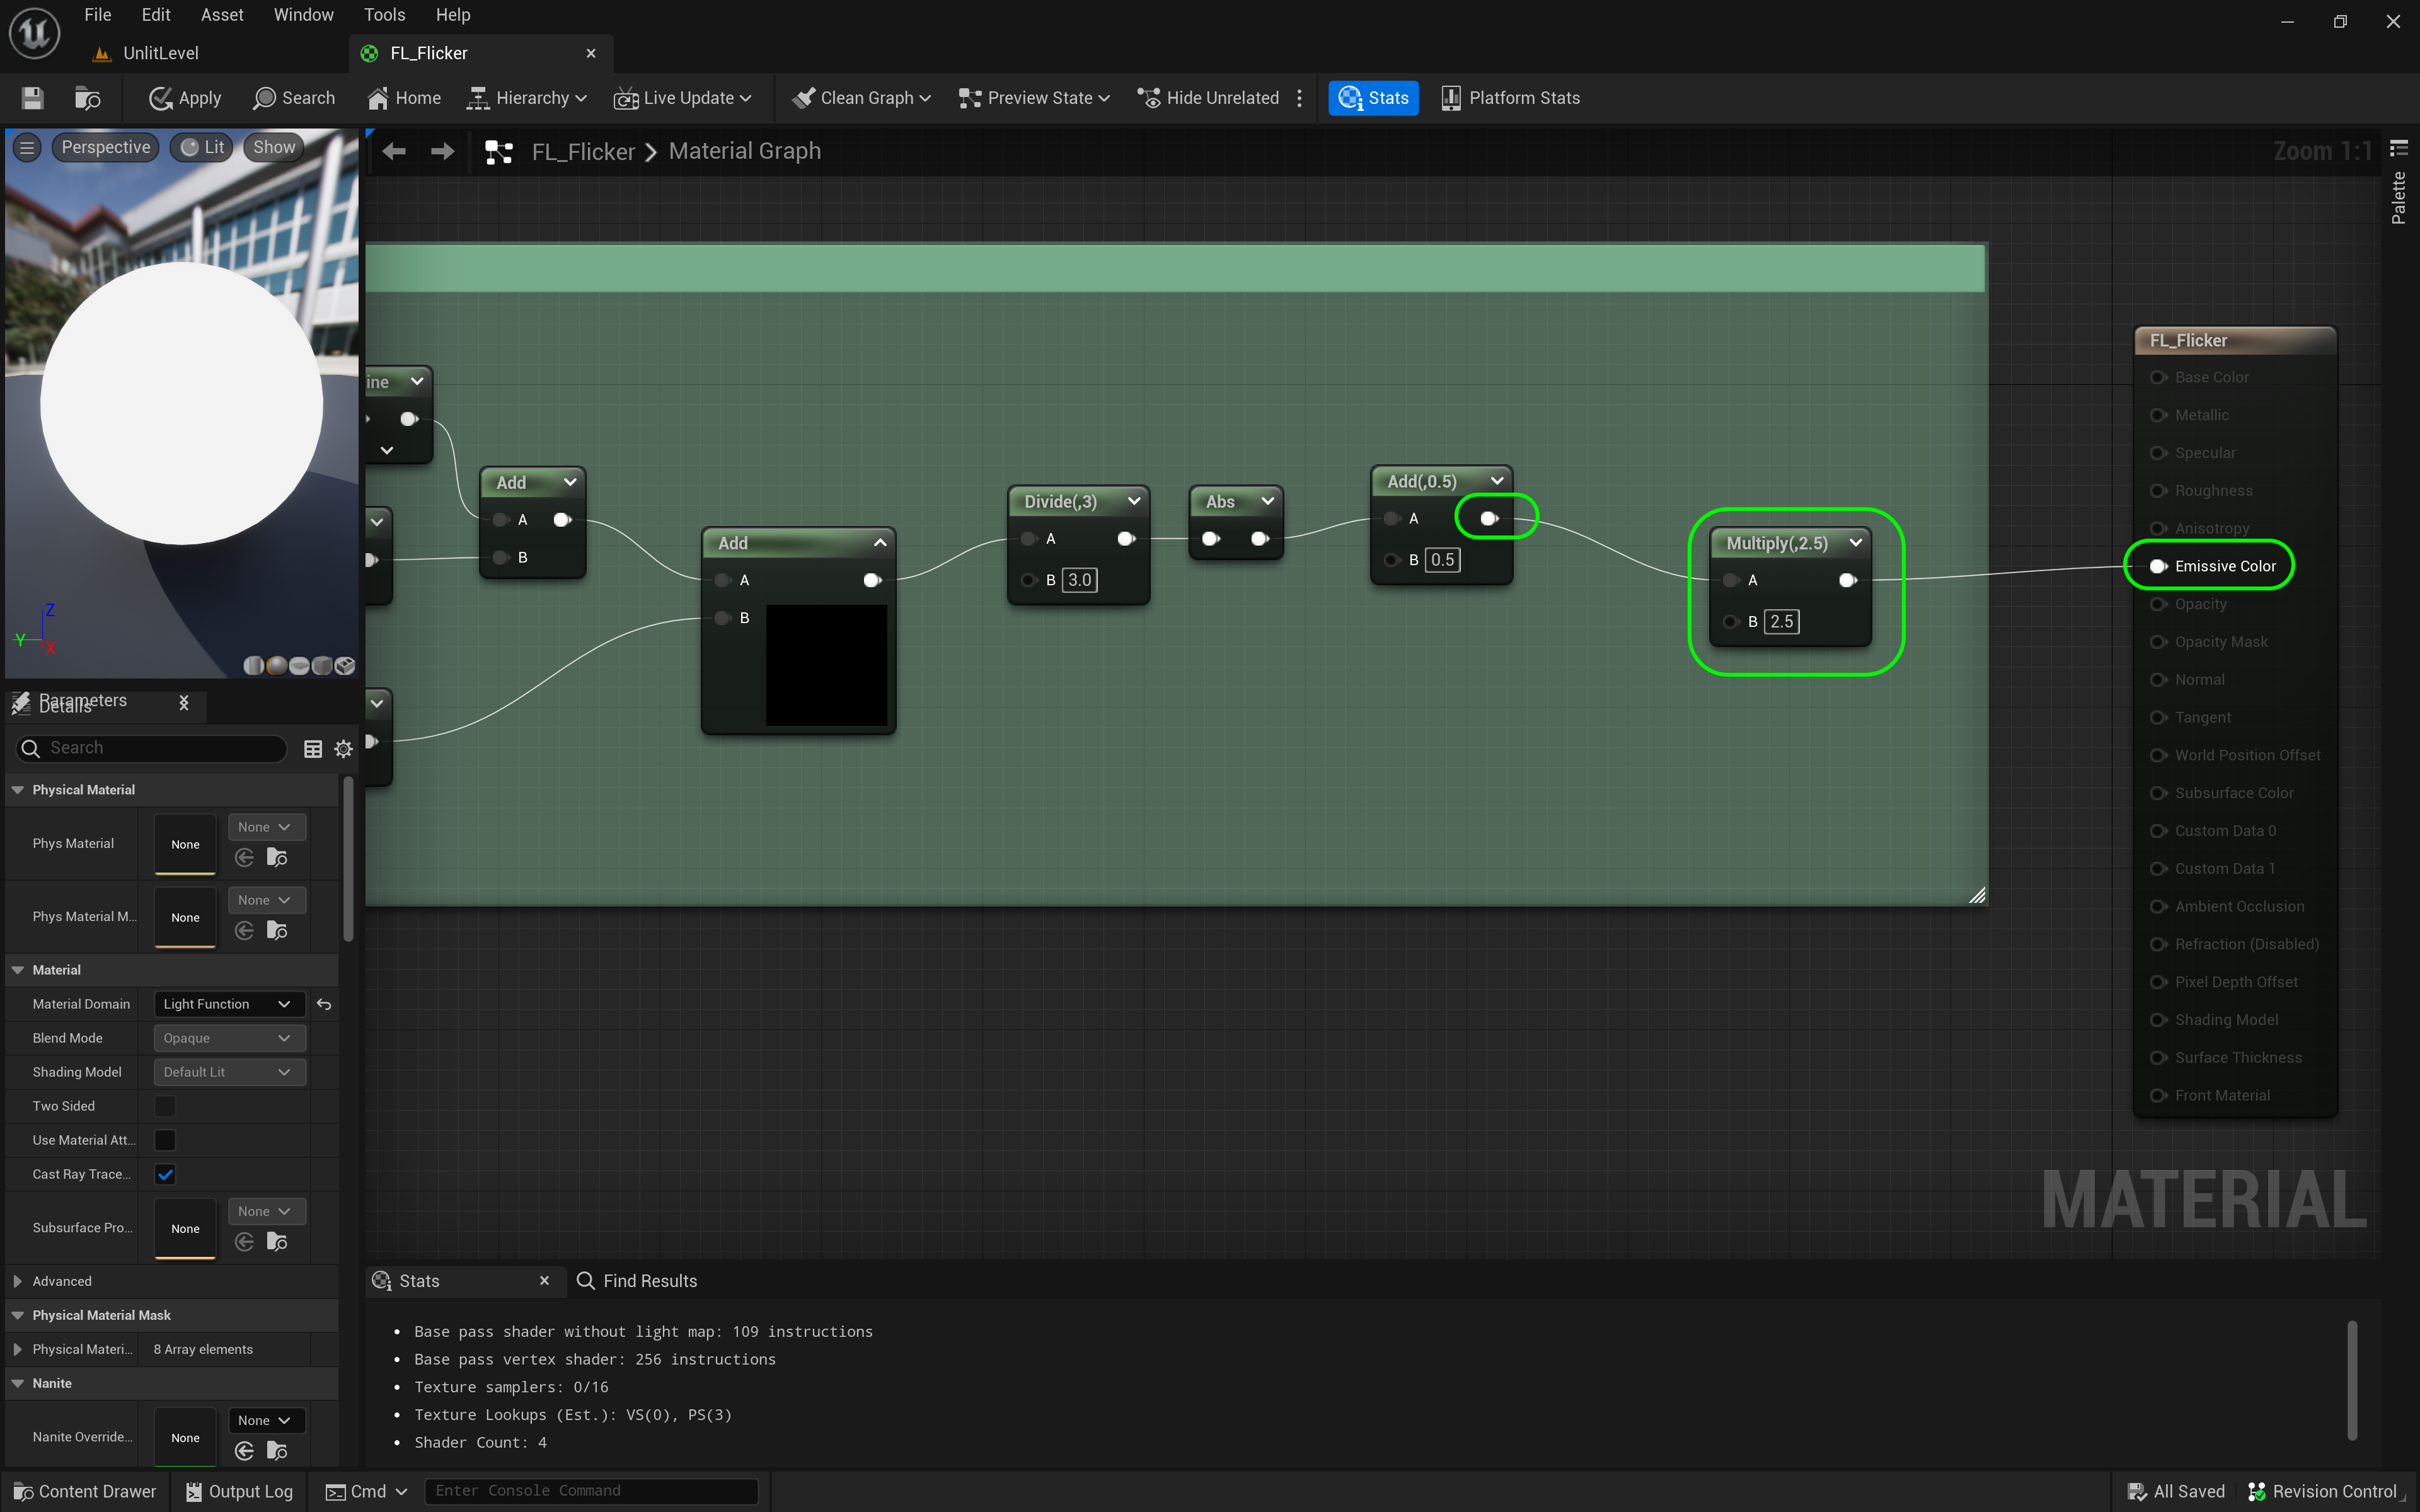 File Edit Asset Window Tools Help
UnlitLevel
FL_Flicker
Apply Search Home Hierarchy Live Update Clean Graph Preview State Hide Unrelated Stats Platform Stats
Perspective Lit Show
FL_Flicker > Material Graph
Zoom 1:1
Palette
ine
Add
A
B
Add
A
B
Divide(,3)
A
B 3.0
Abs
Add(,0.5)
A
B 0.5
Multiply(,2.5)
A
B 2.5
FL_Flicker
Base Color
Metallic
Specular
Roughness
Anisotropy
Emissive Color
Opacity
Opacity Mask
Normal
Tangent
World Position Offset
Subsurface Color
Custom Data 0
Custom Data 1
Ambient Occlusion
Refraction (Disabled)
Pixel Depth Offset
Shading Model
Surface Thickness
Front Material
MATERIAL
Z
Y
X
Parameters
Details
Search
Physical Material
Phys Material None None
Phys Material M... None None
Material
Material Domain Light Function
Blend Mode Opaque
Shading Model Default Lit
Two Sided
Use Material Att...
Cast Ray Trace...
Subsurface Pro... None None
Advanced
Physical Material Mask
Physical Materi... 8 Array elements
Nanite
Nanite Override... None None
Stats
Find Results
• Base pass shader without light map: 109 instructions
• Base pass vertex shader: 256 instructions
• Texture samplers: 0/16
• Texture Lookups (Est.): VS(0), PS(3)
• Shader Count: 4
Content Drawer Output Log Cmd Enter Console Command All Saved Revision Control